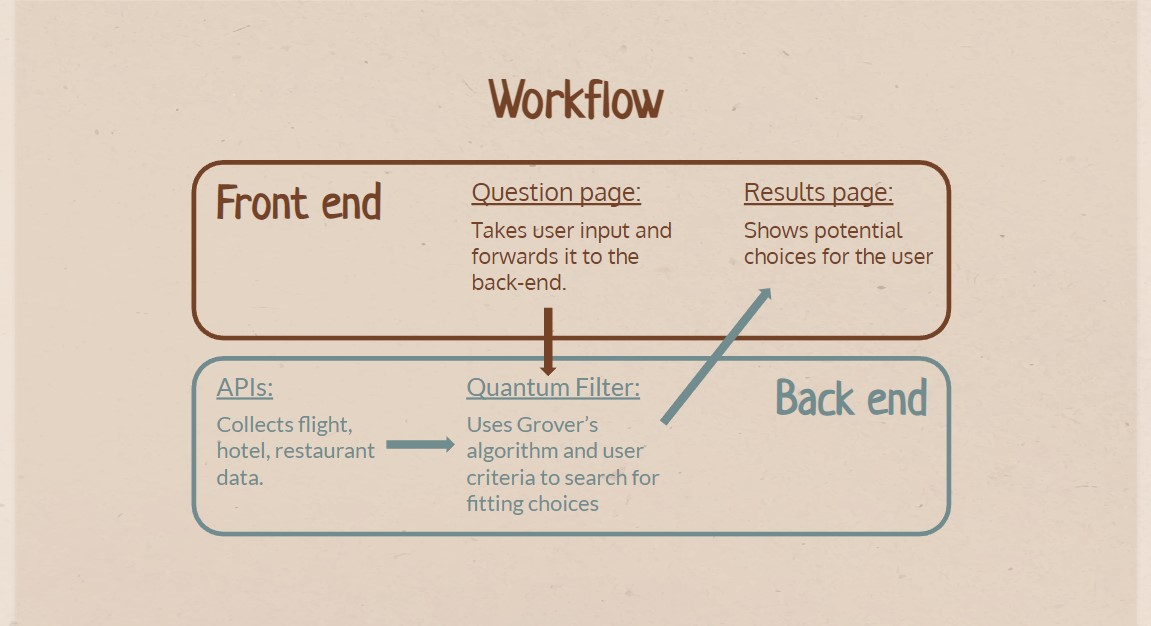 Workflow
Front end
Question page:
Takes user input and
forwards it to the
back-end.
Results page:
Shows potential
choices for the user
APIs:
Collects flight,
hotel, restaurant
data.
Quantum Filter:
Uses Grover’s
algorithm and user
criteria to search for
fitting choices
Back end